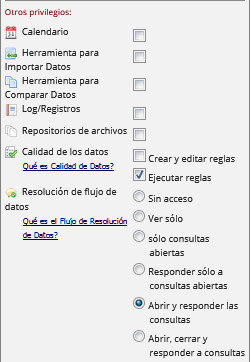 Otros privilegios:
Calendario
Herramienta para
Importar Datos
Herramienta para
Comparar Datos
Log/Registros
Repositorios de archivos
Calidad de los datos
Qué es Calidad de Datos?
Crear y editar reglas
Ejecutar reglas
Resolución de flujo de
datos
Qué es el Flujo de Resolución
de Datos?
Sin acceso
Ver sólo
sólo consultas
abiertas
Responder sólo a
consultas abiertas
Abrir y responder las
consultas
Abrir, cerrar y
responder a consultas